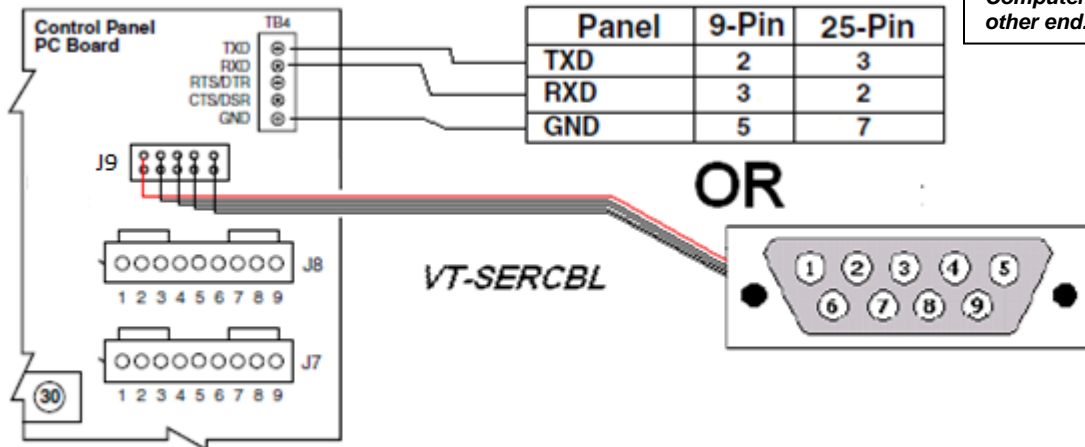 Computer
other end.
Control Panel
PC Board
TB4
TXD
RXD
RTS/DTR
CTS/DSR
GND
Panel 9-Pin 25-Pin
TXD 2 3
RXD 3 2
GND 5 7
J9
OR
J8
1 2 3 4 5 6 7 8 9
VT-SERCBL
1 2 3 4 5
6 7 8 9
J7
1 2 3 4 5 6 7 8 9
30